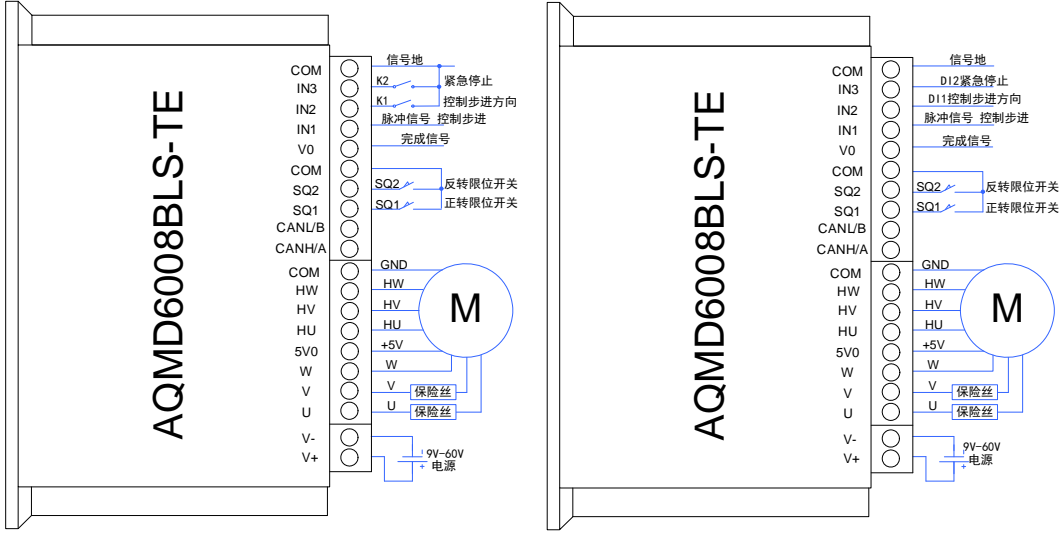 AQMD6008BLS-TE
COM 信号地
IN3 K2 紧急停止
IN2 K1 控制步进方向
IN1 脉冲信号 控制步进
V0 完成信号
COM
SQ2 SQ2 反转限位开关
SQ1 SQ1 正转限位开关
CANL/B
CANH/A
COM GND
HW HW
HV HV
HU HU
5V0 +5V
W W
V V 保险丝
U U 保险丝
M
V- 9V-60V
V+ + 电源
AQMD6008BLS-TE
COM 信号地
IN3 DI2紧急停止
IN2 DI1控制步进方向
IN1 脉冲信号 控制步进
V0 完成信号
COM
SQ2 SQ2 反转限位开关
SQ1 SQ1 正转限位开关
CANL/B
CANH/A
COM GND
HW HW
HV HV
HU HU
5V0 +5V
W W
V V 保险丝
U U 保险丝
M
V- 9V-60V
V+ + 电源